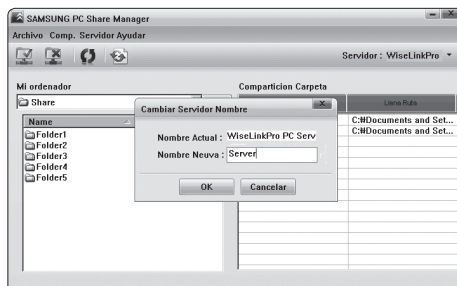 SAMSUNG PC Share Manager
Archivo Comp. Servidor Ayudar
Servidor : WiseLinkPro
Mi ordenador
Comparticion Carpeta
Share
Name
Folder1
Folder2
Folder3
Folder4
Folder5
Cambiar Servidor Nombre
Nombre Actual : WiseLinkPro PC Serv
Nombre Neuva : Server
OK Cancelar
Llena Ruta
C:₩Documents and Set...
C:₩Documents and Set...